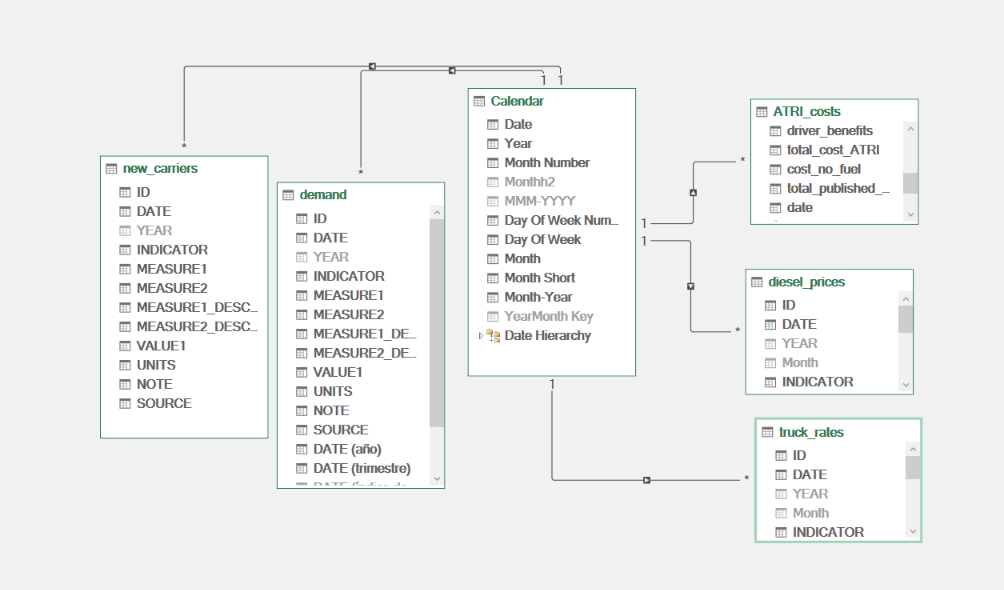 1 1
*
new_carriers
ID
DATE
YEAR
INDICATOR
MEASURE1
MEASURE2
MEASURE1_DESC...
MEASURE2_DESC...
VALUE1
UNITS
NOTE
SOURCE
*
demand
ID
DATE
YEAR
INDICATOR
MEASURE1
MEASURE2
MEASURE1_DE...
MEASURE2_DE...
VALUE1
UNITS
NOTE
SOURCE
DATE (año)
DATE (trimestre)
Calendar
Date
Year
Month Number
Monthh2
MMM-YYYY
Day Of Week Num...
Day Of Week
Month
Month Short
Month-Year
YearMonth Key
Date Hierarchy
1
1
1
*
ATRI_costs
driver_benefits
total_cost_ATRI
cost_no_fuel
total_published_...
date
*
diesel_prices
ID
DATE
YEAR
Month
INDICATOR
*
truck_rates
ID
DATE
YEAR
Month
INDICATOR